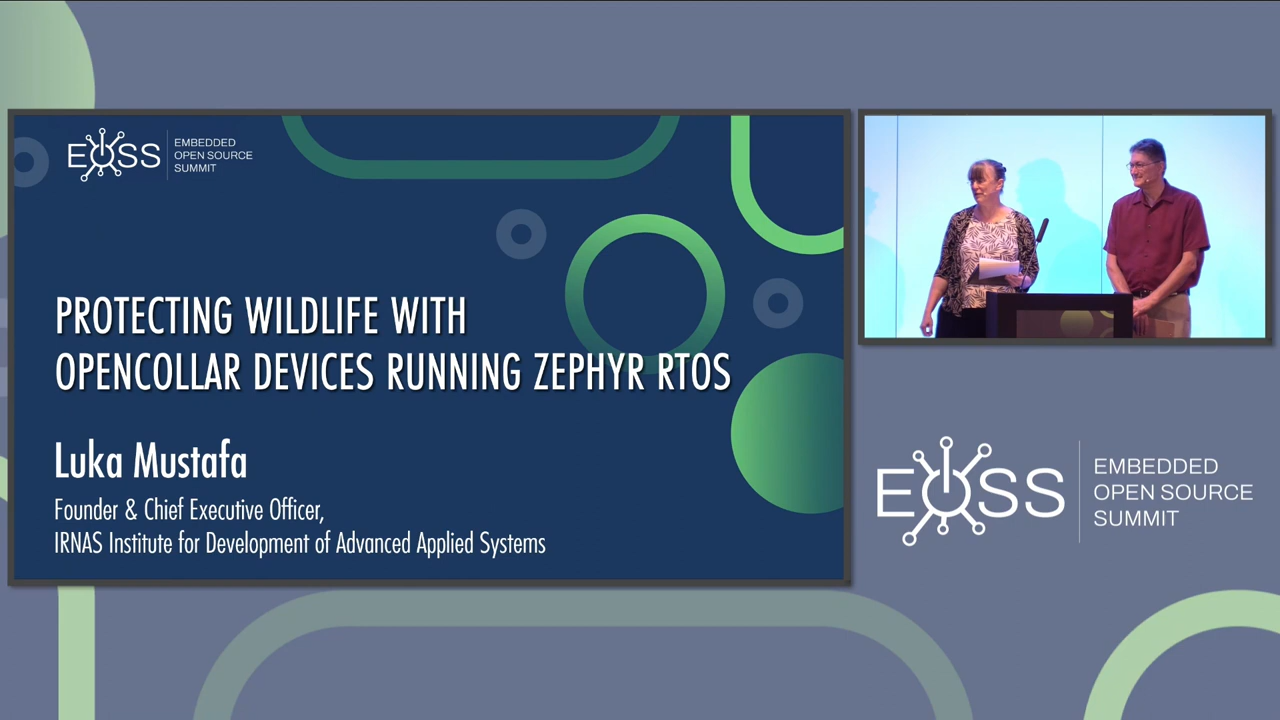 EOSS
EMBEDDED
OPEN SOURCE
SUMMIT
PROTECTING WILDLIFE WITH
OPENCOLLAR DEVICES RUNNING ZEPHYR RTOS
Luka Mustafa
Founder & Chief Executive Officer,
IRNAS Institute for Development of Advanced Applied Systems
EOSS
EMBEDDED
OPEN SOURCE
SUMMIT